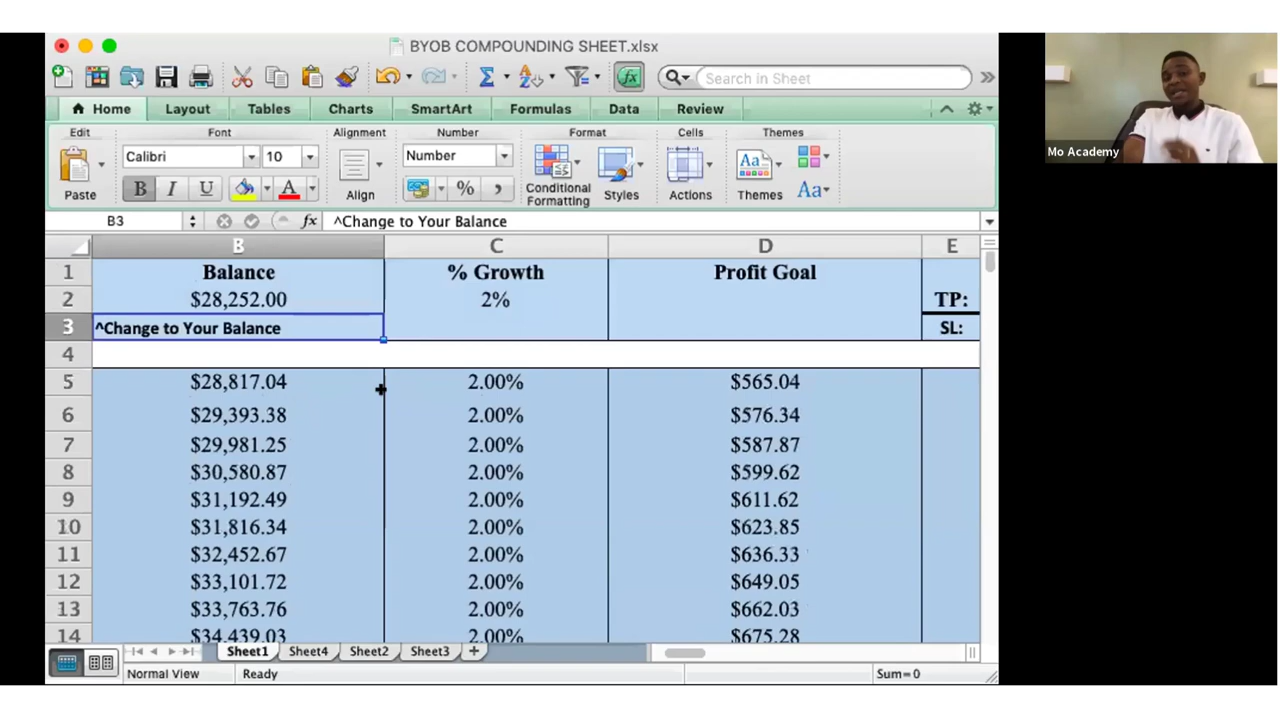 BYOB COMPOUNDING SHEET.xlsx
Search in Sheet
Home Layout Tables Charts SmartArt Formulas Data Review
Edit Font Alignment Number Format Cells Themes
Calibri 10 Number
Paste B I U A Align % Conditional Formatting Styles Actions Themes Aa
B3 fx ^Change to Your Balance
B C D E
1 Balance % Growth Profit Goal
2 $28,252.00 2% TP:
3 ^Change to Your Balance SL:
4
5 $28,817.04 2.00% $565.04
6 $29,393.38 2.00% $576.34
7 $29,981.25 2.00% $587.87
8 $30,580.87 2.00% $599.62
9 $31,192.49 2.00% $611.62
10 $31,816.34 2.00% $623.85
11 $32,452.67 2.00% $636.33
12 $33,101.72 2.00% $649.05
13 $33,763.76 2.00% $662.03
14 $34,439.03 2.00% $675.28
Sheet1 Sheet4 Sheet2 Sheet3 +
Normal View Ready Sum=0
Mo Academy